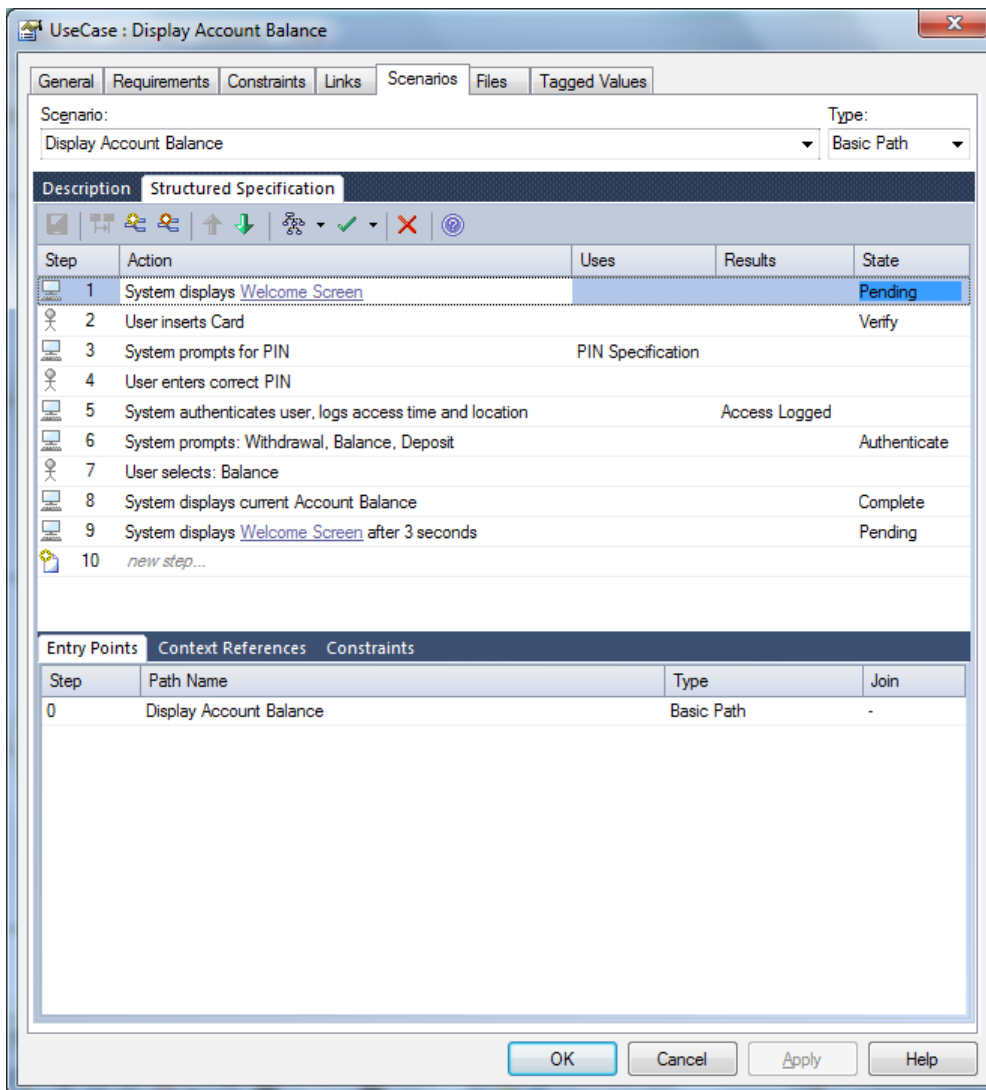 UseCase : Display Account Balance
General Requirements Constraints Links Scenarios Files Tagged Values
Scenario: Type:
Display Account Balance Basic Path
Description Structured Specification
Step Action Uses Results State
1 System displays Welcome Screen Pending
2 User inserts Card Verify
3 System prompts for PIN PIN Specification
4 User enters correct PIN
5 System authenticates user, logs access time and location Access Logged
6 System prompts: Withdrawal, Balance, Deposit Authenticate
7 User selects: Balance
8 System displays current Account Balance Complete
9 System displays Welcome Screen after 3 seconds Pending
10 new step...
Entry Points Context References Constraints
Step Path Name Type Join
0 Display Account Balance Basic Path -
OK Cancel Apply Help